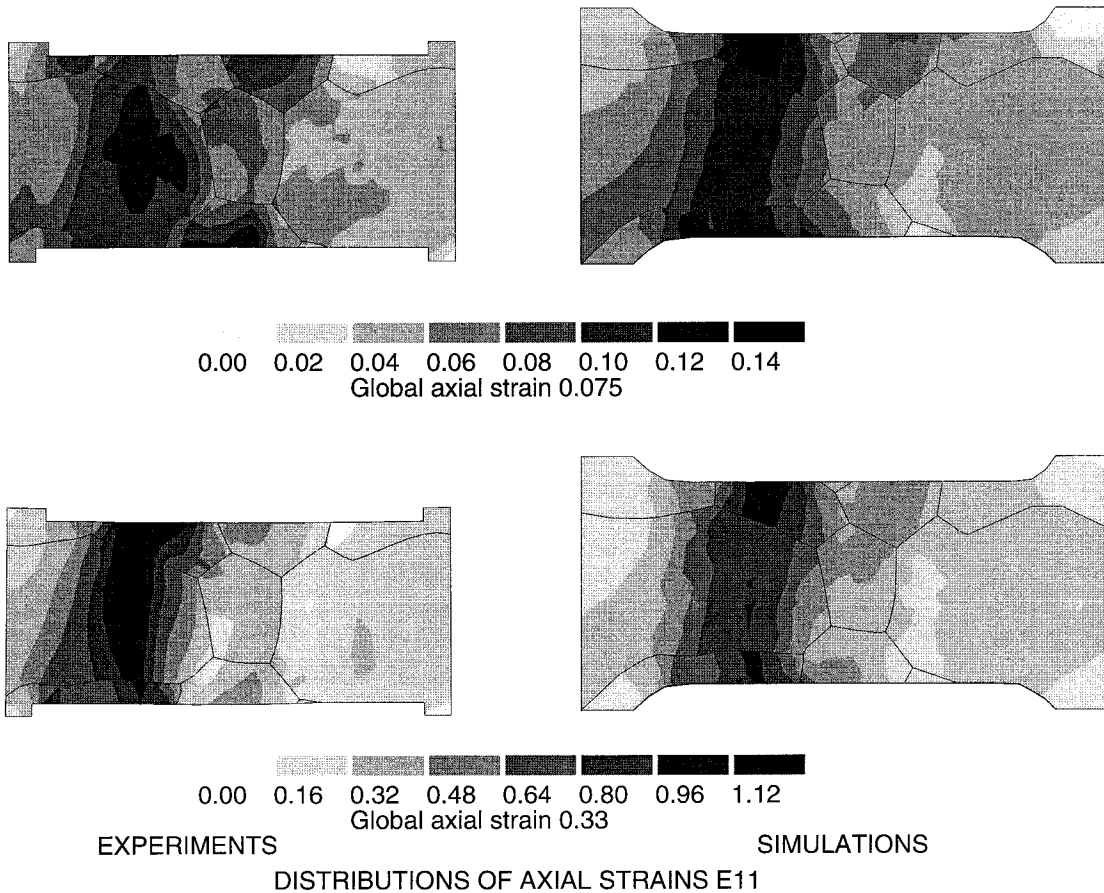 0.00 0.02 0.04 0.06 0.08 0.10 0.12 0.14
Global axial strain 0.075
0.00 0.16 0.32 0.48 0.64 0.80 0.96 1.12
Global axial strain 0.33
EXPERIMENTS SIMULATIONS
DISTRIBUTIONS OF AXIAL STRAINS E11